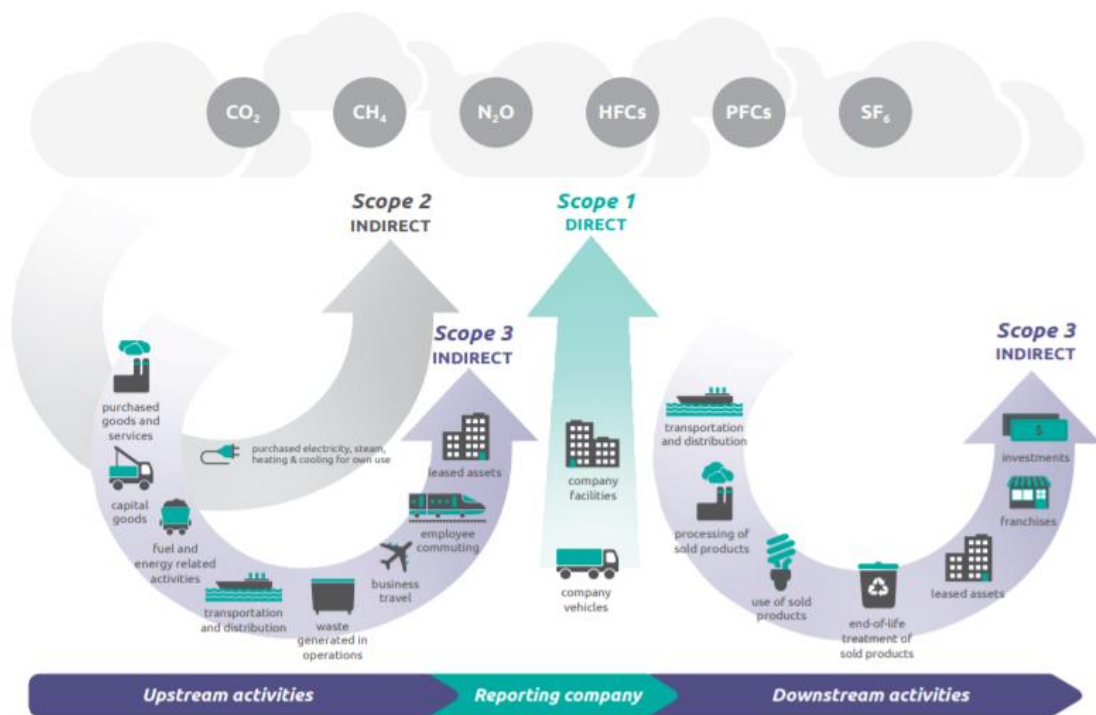 CO₂
CH₄
N₂O
HFCs
PFCs
SF₆
Scope 2
INDIRECT
Scope 1
DIRECT
Scope 3
INDIRECT
Scope 3
INDIRECT
purchased
goods and
services
capital
goods
fuel and
energy related
activities
transportation
and distribution
waste
generated in
operations
business
travel
employee
commuting
leased assets
purchased electricity, steam,
heating & cooling for own use
company
facilities
company
vehicles
transportation
and distribution
processing of
sold products
use of sold
products
end-of-life
treatment of
sold products
leased assets
franchises
$
investments
Upstream activities
Reporting company
Downstream activities